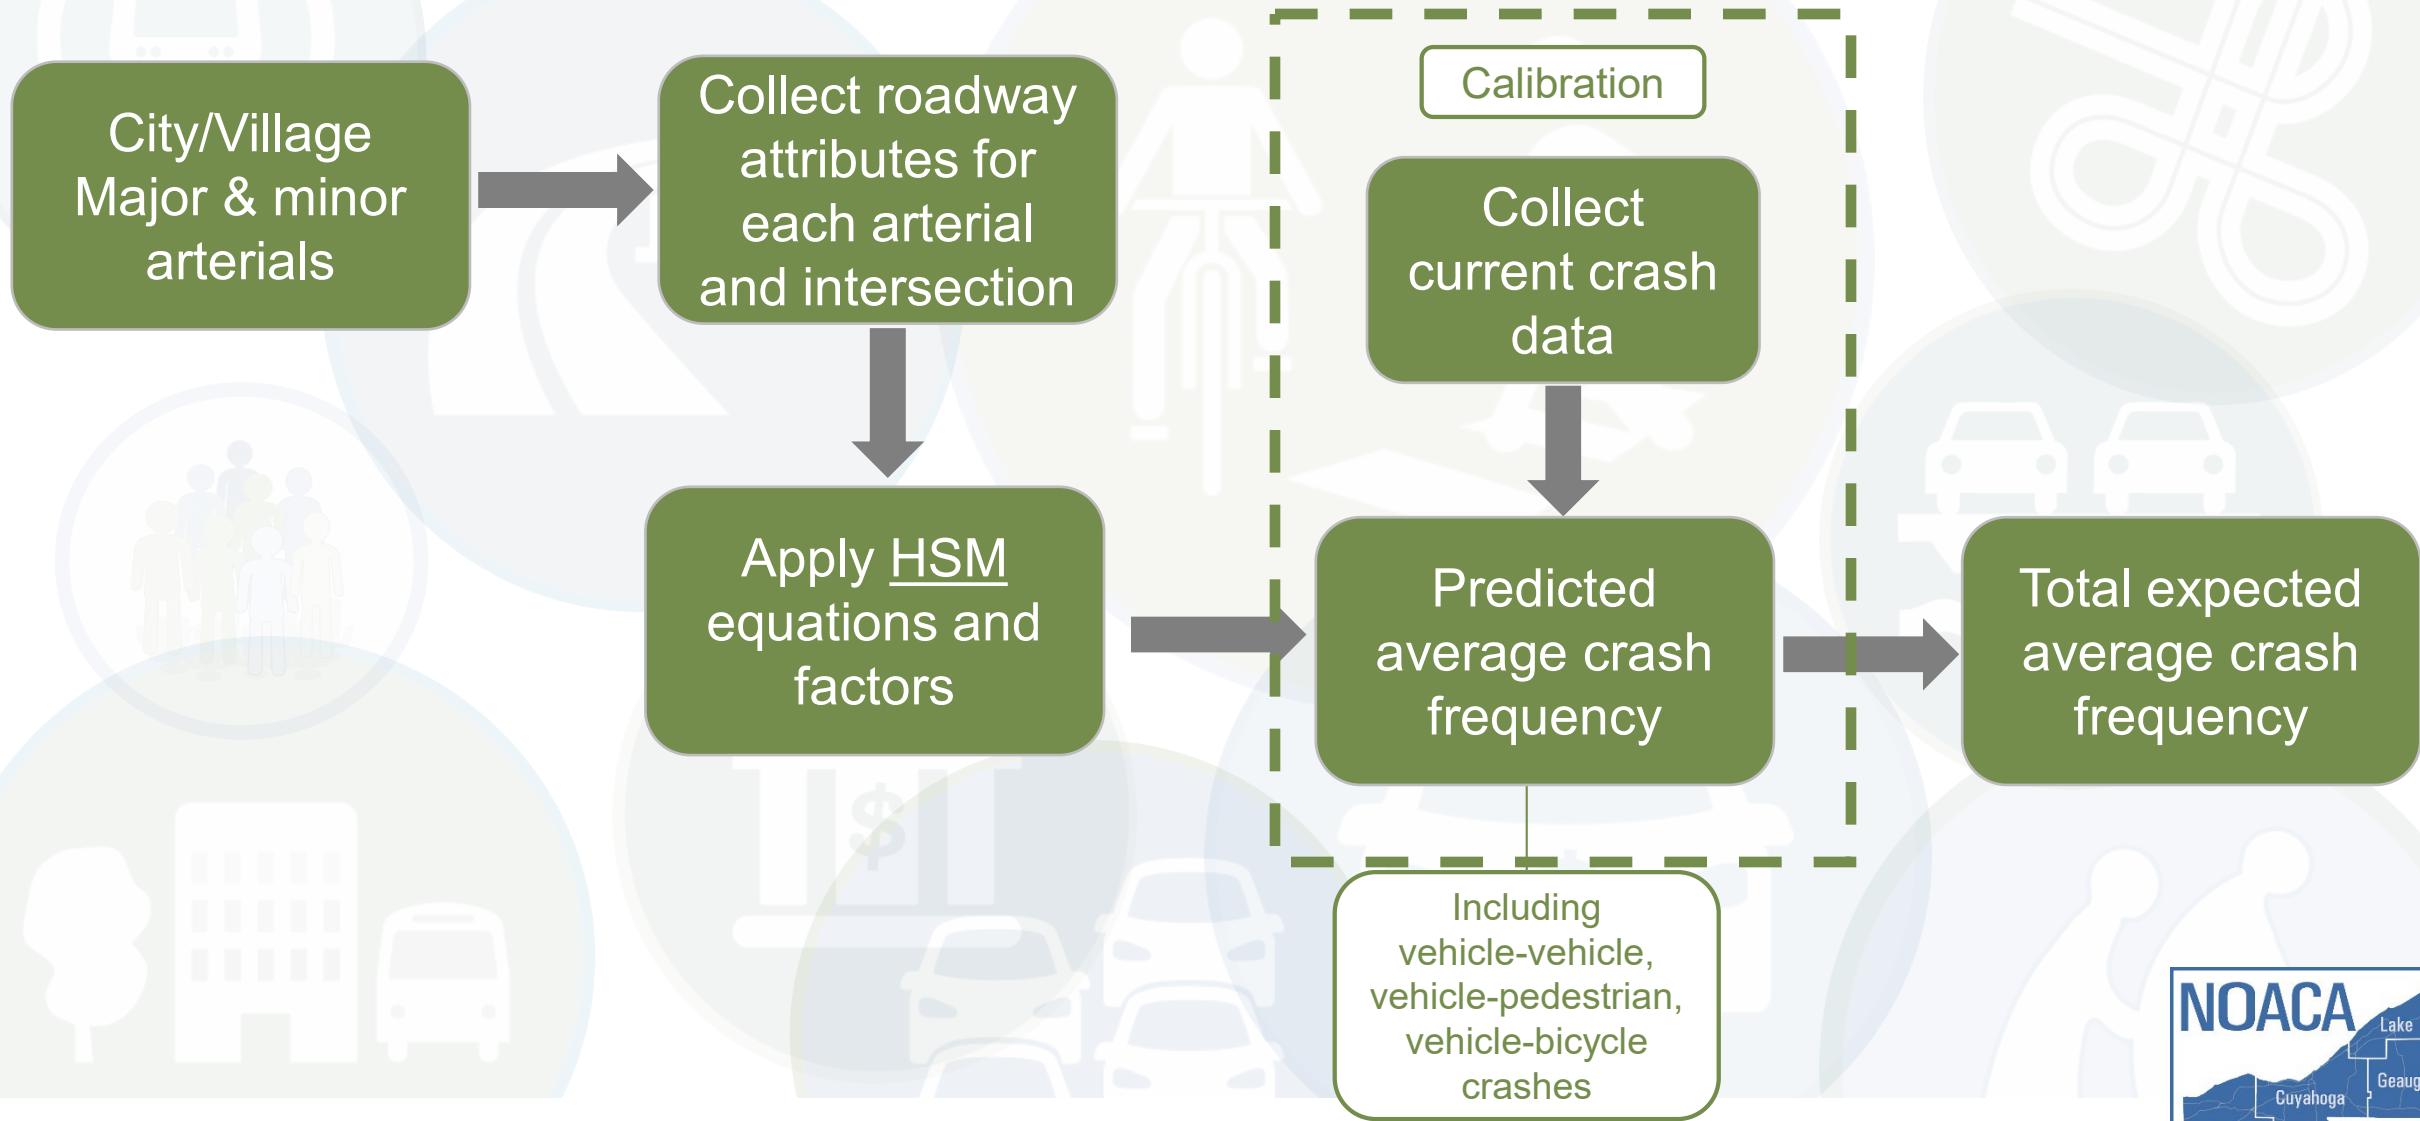 City/Village
Major & minor
arterials
Collect roadway
attributes for
each arterial
and intersection
Calibration
Collect
current crash
data
Apply HSM
equations and
factors
Predicted
average crash
frequency
Total expected
average crash
frequency
Including
vehicle-vehicle,
vehicle-pedestrian,
vehicle-bicycle
crashes
$
NOACA
Lake
Geaug
Cuyahoga